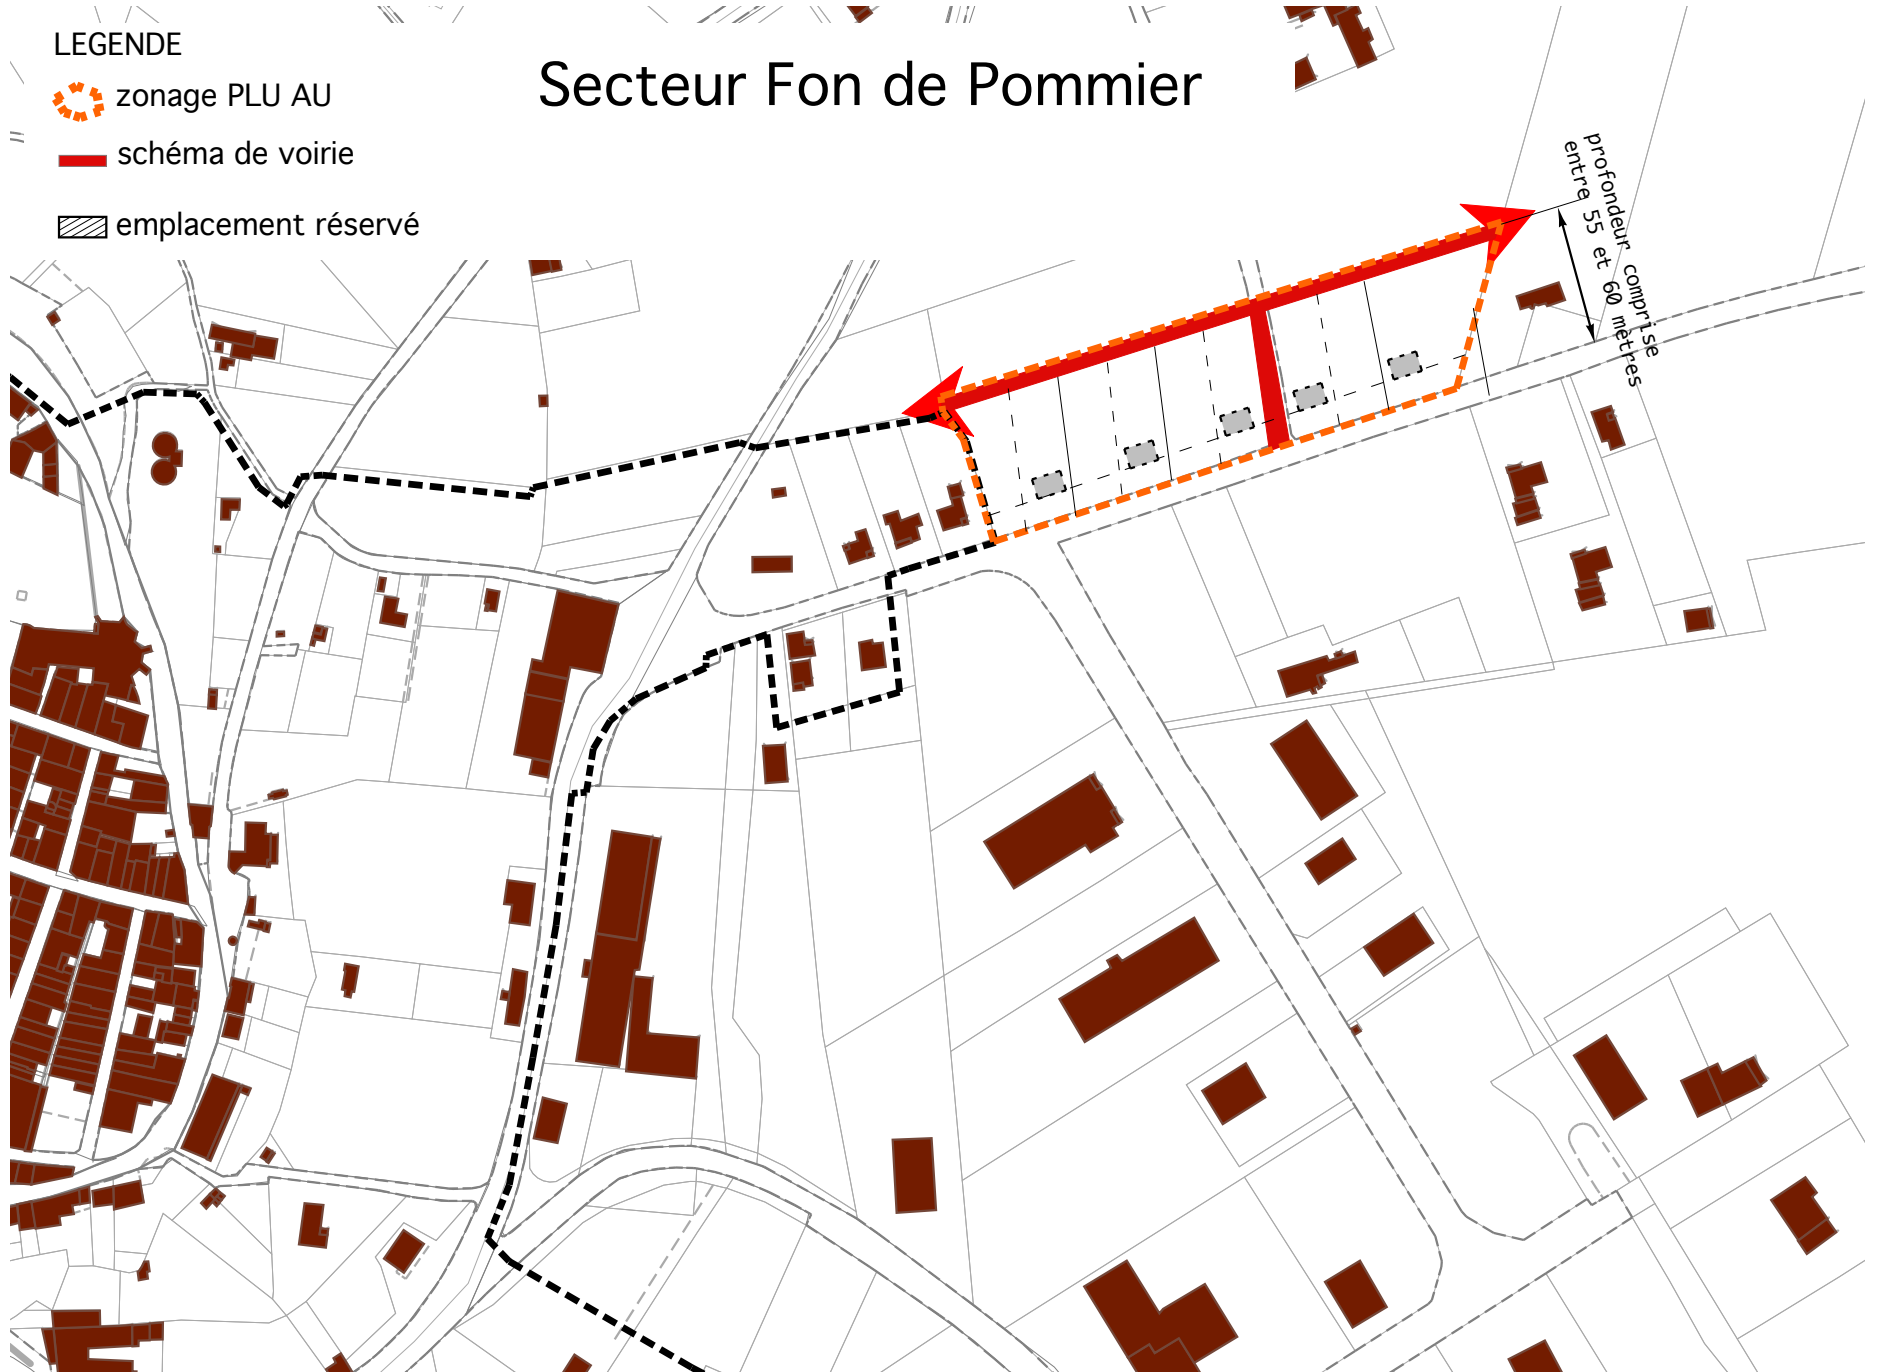 LEGENDE
Secteur Fon de Pommier
zonage PLU AU
schéma de voirie
emplacement réservé
profondeur comprise
entre 55 et 60 mètres